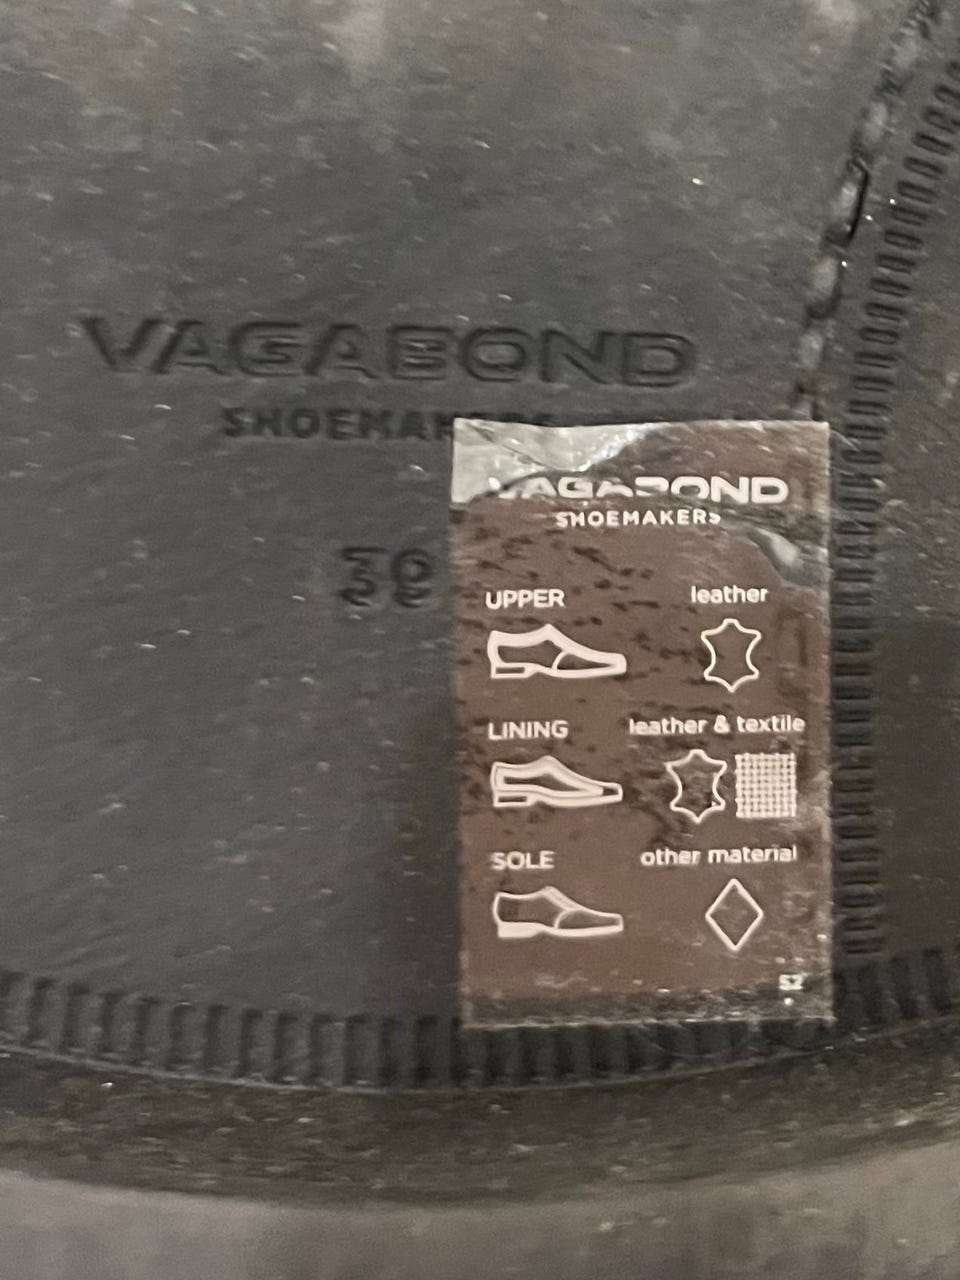 VAGABOND
SHOEMAKERS
VAGABOND
SHOEMAKERS
UPPER leather
LINING leather & textile
SOLE other material